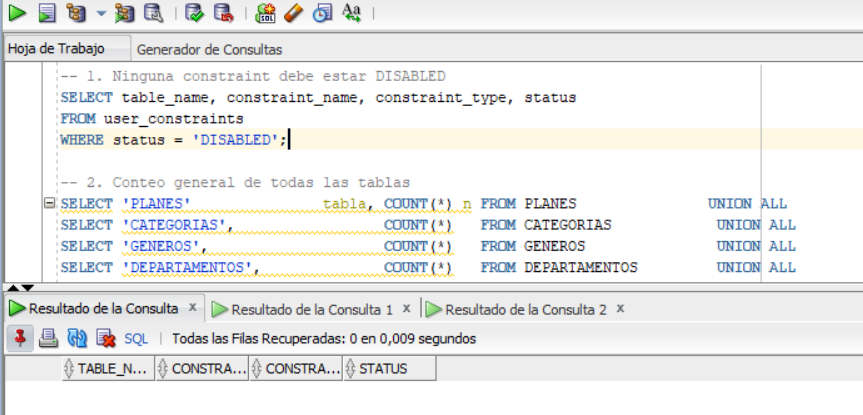 Hoja de Trabajo Generador de Consultas
-- 1. Ninguna constraint debe estar DISABLED
SELECT table_name, constraint_name, constraint_type, status
FROM user_constraints
WHERE status = 'DISABLED';
-- 2. Conteo general de todas las tablas
SELECT 'PLANES' tabla, COUNT(*) n FROM PLANES UNION ALL
SELECT 'CATEGORIAS', COUNT(*) FROM CATEGORIAS UNION ALL
SELECT 'GENEROS', COUNT(*) FROM GENEROS UNION ALL
SELECT 'DEPARTAMENTOS', COUNT(*) FROM DEPARTAMENTOS UNION ALL
Resultado de la Consulta x Resultado de la Consulta 1 x Resultado de la Consulta 2 x
SQL | Todas las Filas Recuperadas: 0 en 0,009 segundos
TABLE_N... CONSTRA... CONSTRA... STATUS